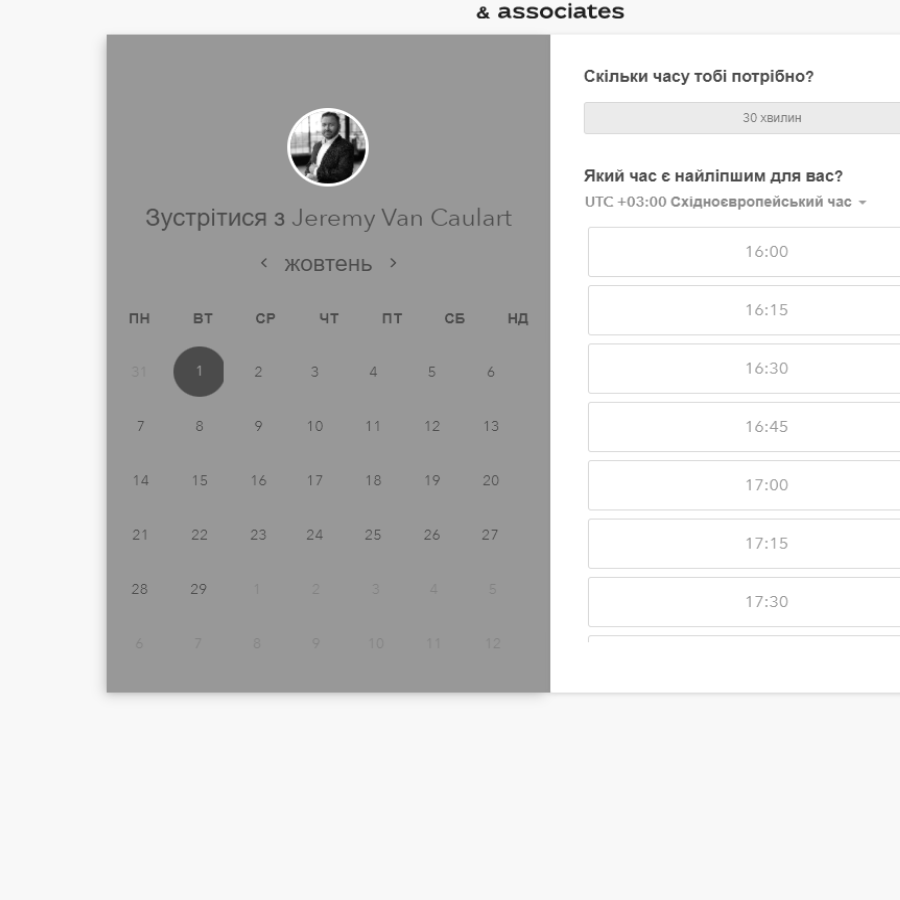 & associates
Зустрітися з Jeremy Van Caulart
жовтень
ПН ВТ СР ЧТ ПТ СБ НД
31 1 2 3 4 5 6
7 8 9 10 11 12 13
14 15 16 17 18 19 20
21 22 23 24 25 26 27
28 29 1 2 3 4 5
6 7 8 9 10 11 12
Скільки часу тобі потрібно?
30 хвилин
Який час є найліпшим для вас?
UTC +03:00 Східноєвропейський час
16:00
16:15
16:30
16:45
17:00
17:15
17:30